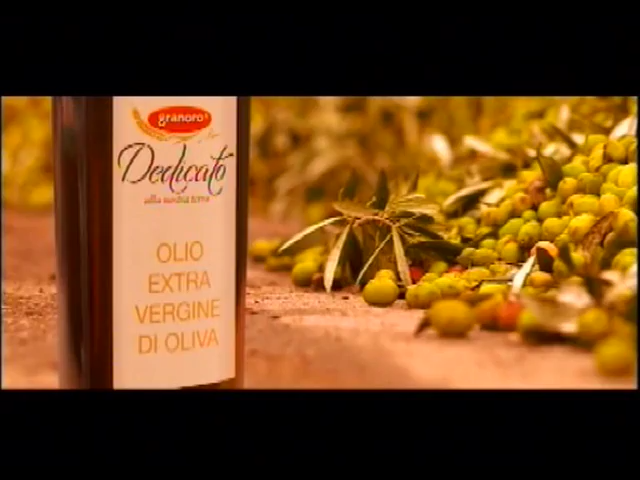 granoro
Dedicato
alla nostra terra
OLIO
EXTRA
VERGINE
DI OLIVA